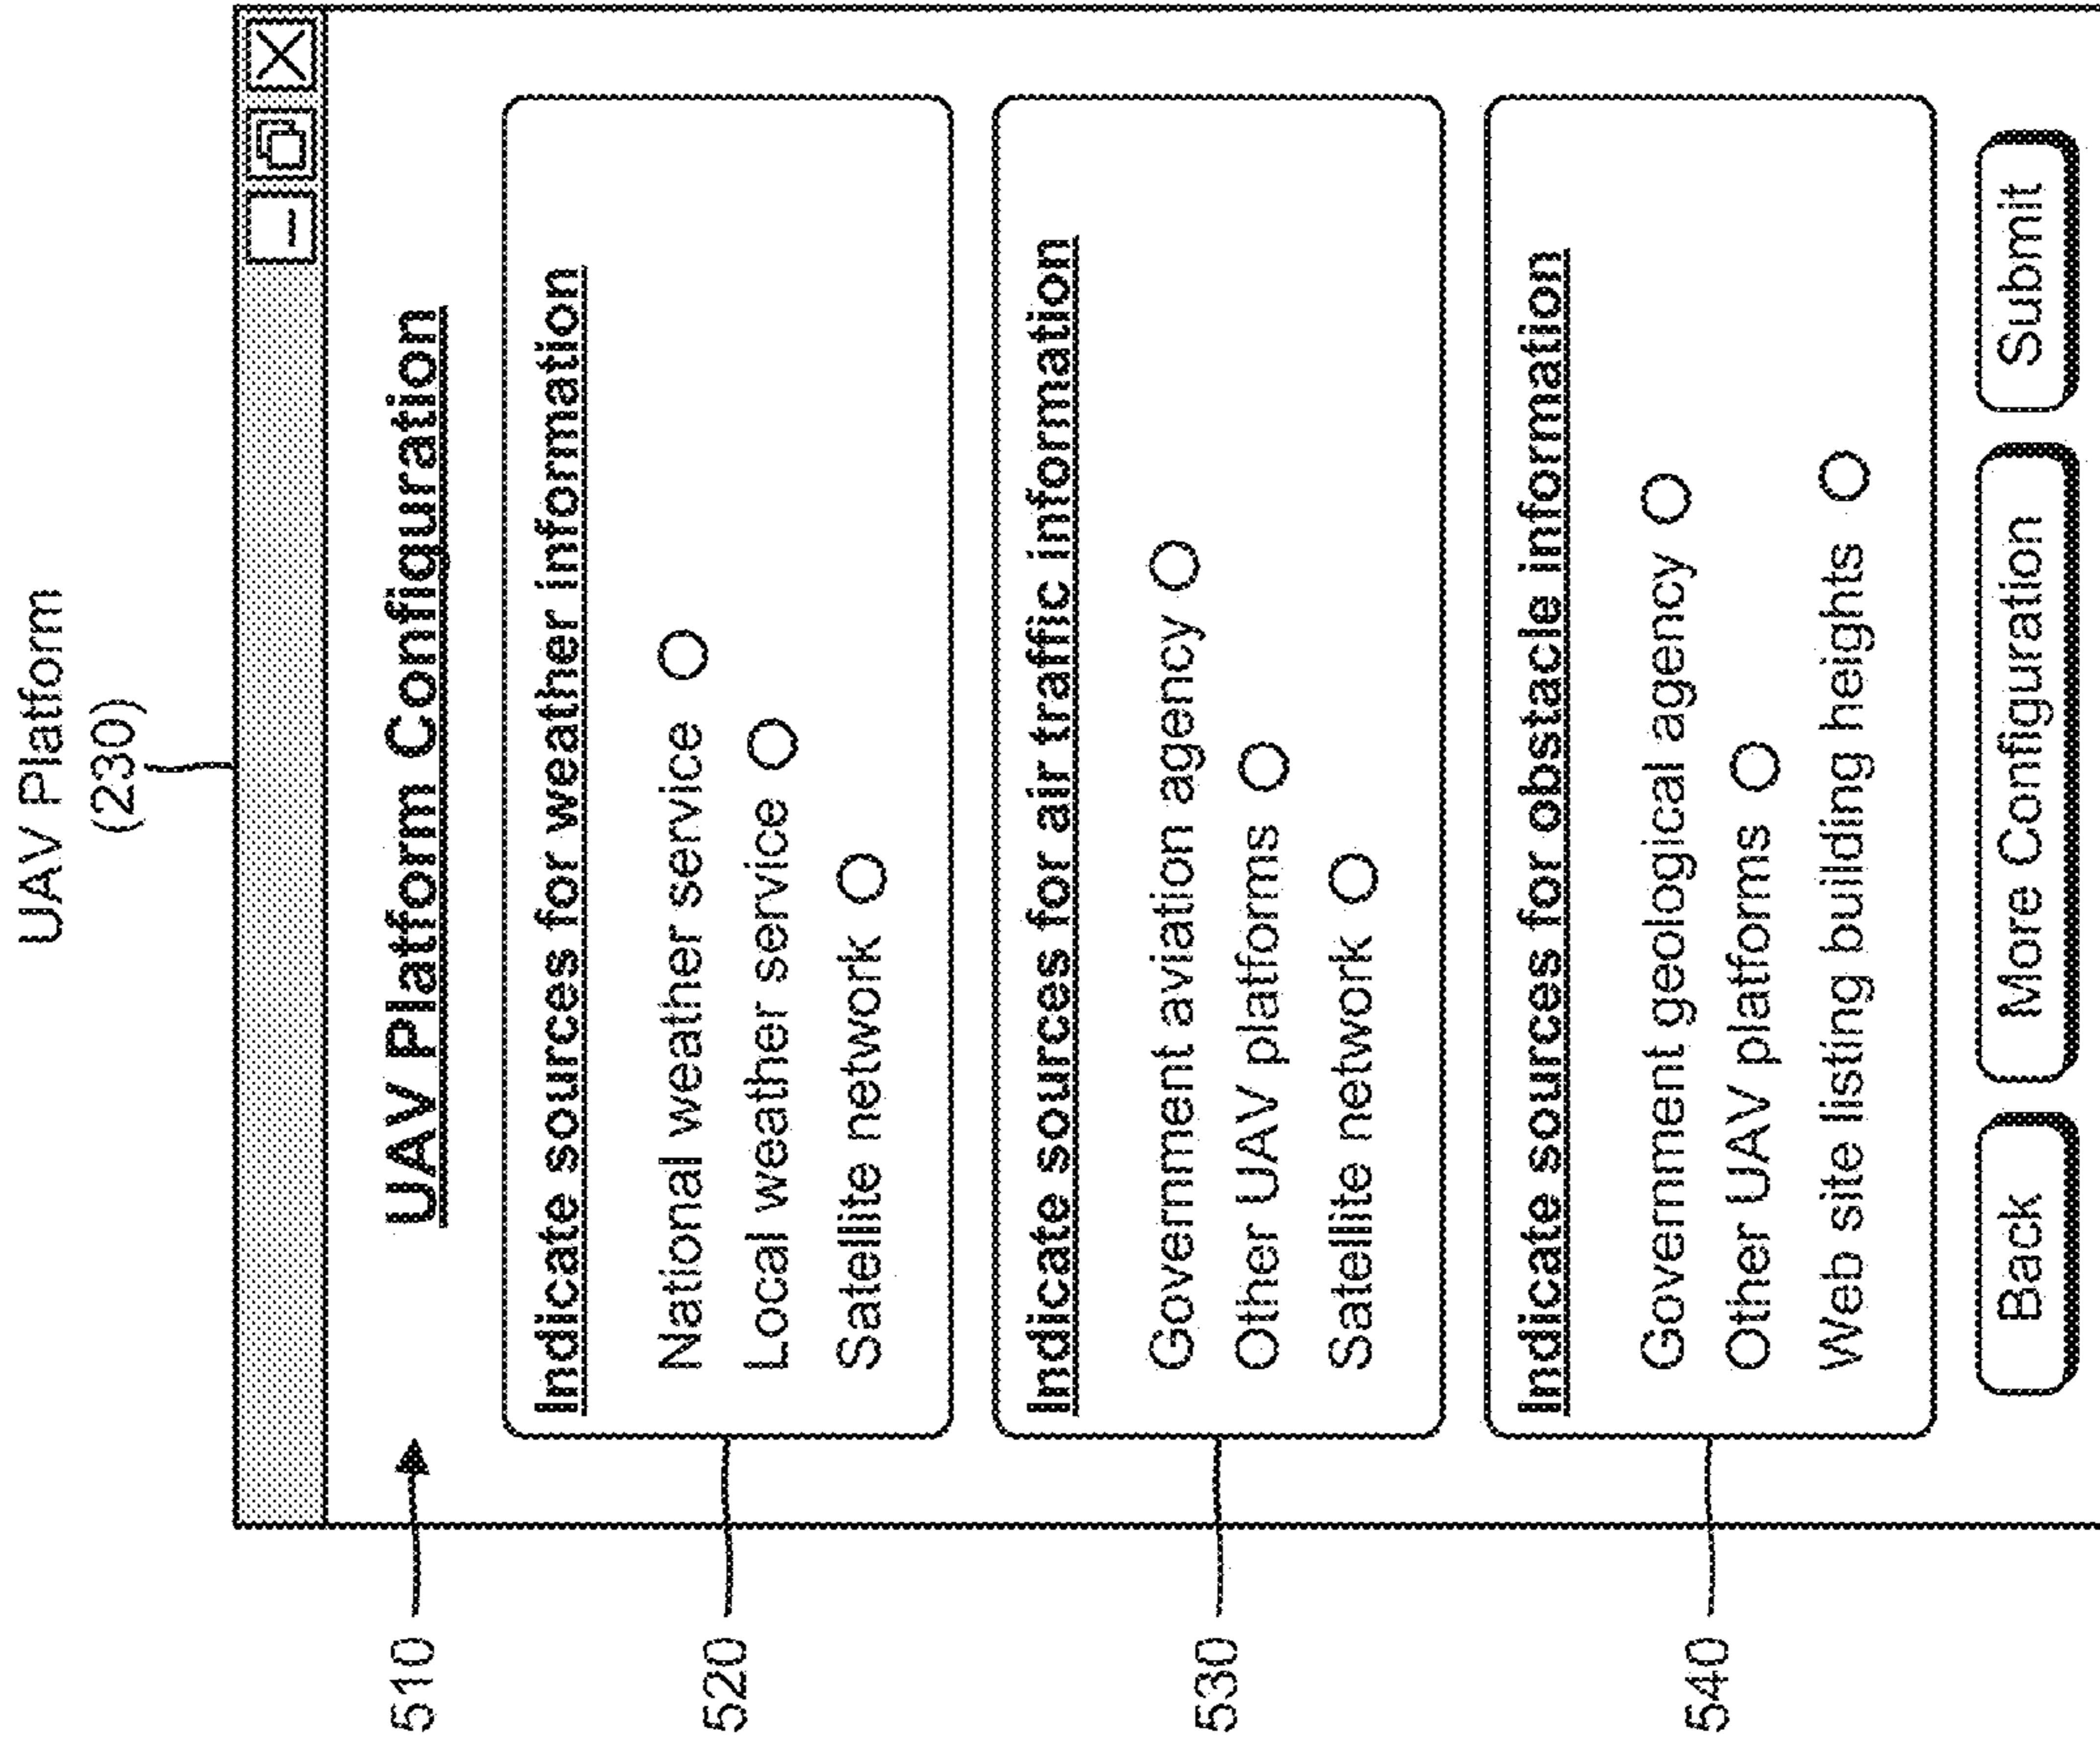 UAV Platform
(230)
510
UAV Platform Configuration
520
Indicate sources for weather information
National weather service
Local weather service
Satellite network
530
Indicate sources for air traffic information
Government aviation agency
Other UAV platforms
Satellite network
540
Indicate sources for obstacle information
Government geological agency
Other UAV platforms
Web site listing building heights
Back
More Configuration
Submit